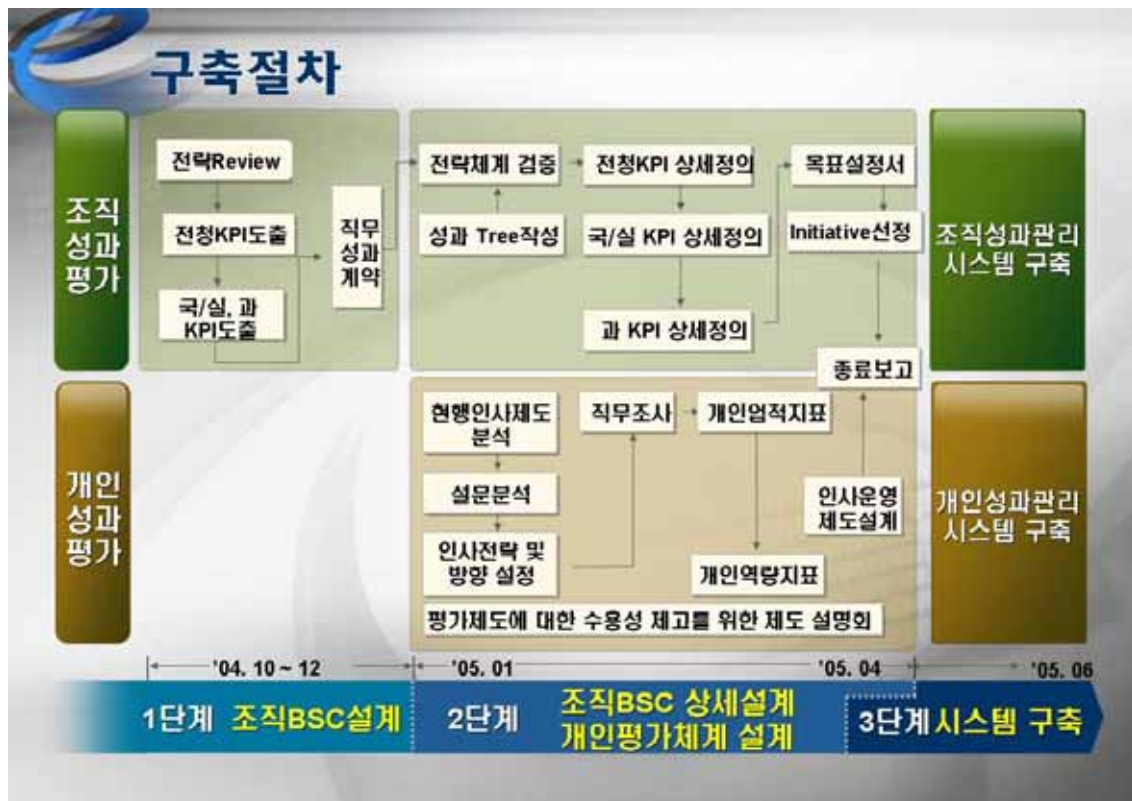 구축절차
조직
성과
평가
전략Review
전청KPI도출
국/실, 과
KPI도출
직무
성과
계약
전략체계 검증
성과 Tree작성
전청KPI 상세정의
국/실 KPI 상세정의
과 KPI 상세정의
목표설정서
Initiative선정
종료보고
조직성과관리
시스템 구축
개인
성과
평가
현행인사제도
분석
설문분석
인사전략 및
방향 설정
직무조사
개인업적지표
개인역량지표
인사운영
제도설계
평가제도에 대한 수용성 제고를 위한 제도 설명회
개인성과관리
시스템 구축
'04. 10 ~ 12
'05. 01
'05. 04
'05. 06
1단계 조직BSC설계
2단계
조직BSC 상세설계
개인평가체계 설계
3단계 시스템 구축